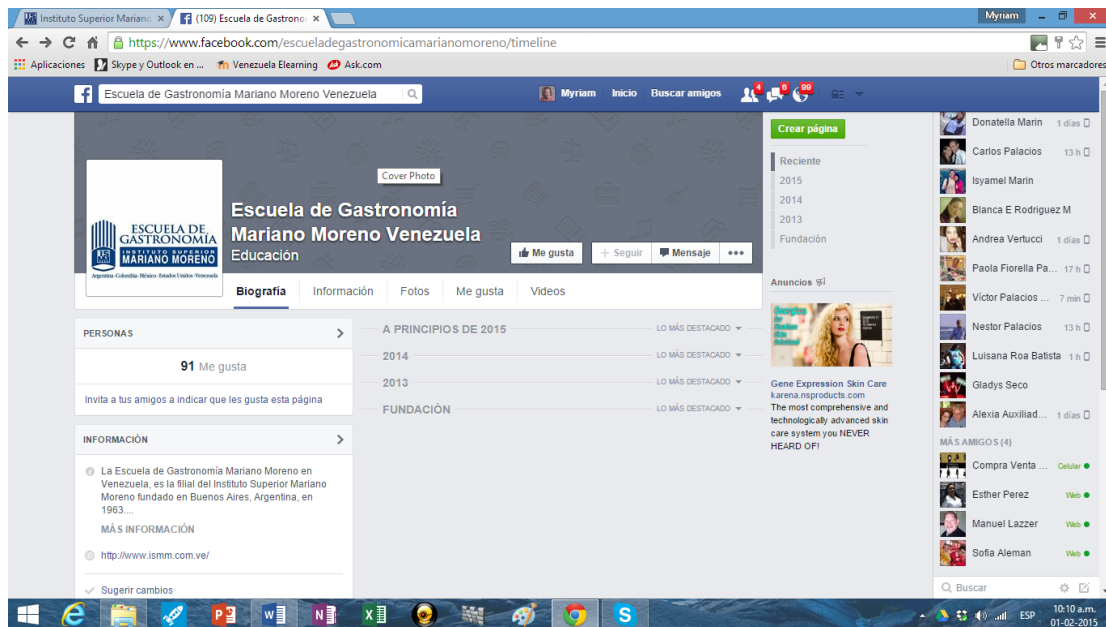 Instituto Superior Mariano
(109) Escuela de Gastrono
Myriam
https://www.facebook.com/escueladegastronomicamarianomoreno/timeline
Aplicaciones
Skype y Outlook en ...
Venezuela Elearning
Ask.com
Otros marcadores
Escuela de Gastronomía Mariano Moreno Venezuela
Myriam
Inicio
Buscar amigos
4
6
99
Cover Photo
ESCUELA DE
GASTRONOMÍA
INSTITUTO SUPERIOR
MARIANO MORENO
Argentina-Colombia-México-Estados Unidos-Venezuela
Escuela de Gastronomía
Mariano Moreno Venezuela
Educación
Me gusta
+ Seguir
Mensaje
•••
Biografía
Información
Fotos
Me gusta
Videos
PERSONAS
91 Me gusta
Invita a tus amigos a indicar que les gusta esta página
INFORMACIÓN
La Escuela de Gastronomía Mariano Moreno en
Venezuela, es la filial del Instituto Superior Mariano
Moreno fundado en Buenos Aires, Argentina, en
1963....
MÁS INFORMACIÓN
http://www.ismm.com.ve/
Sugerir cambios
A PRINCIPIOS DE 2015
LO MÁS DESTACADO
2014
LO MÁS DESTACADO
2013
LO MÁS DESTACADO
FUNDACIÓN
LO MÁS DESTACADO
Crear página
Reciente
2015
2014
2013
Fundación
Anuncios
Gene Expression Skin Care
karena.nsproducts.com
The most comprehensive and
technologically advanced skin
care system you NEVER
HEARD OF!
Donatella Marin 1 días
Carlos Palacios 13 h
Isyamel Marin
Blanca E Rodriguez M
Andrea Vertucci 1 días
Paola Fiorella Pa... 17 h
Víctor Palacios ... 7 min
Nestor Palacios 13 h
Luisana Roa Batista 1 h
Gladys Seco
Alexia Auxiliad... 1 días
MÁS AMIGOS (4)
Compra Venta ... Celular
Esther Perez Web
Manuel Lazzer Web
Sofia Aleman Web
Buscar
ESP
10:10 a.m.
01-02-2015